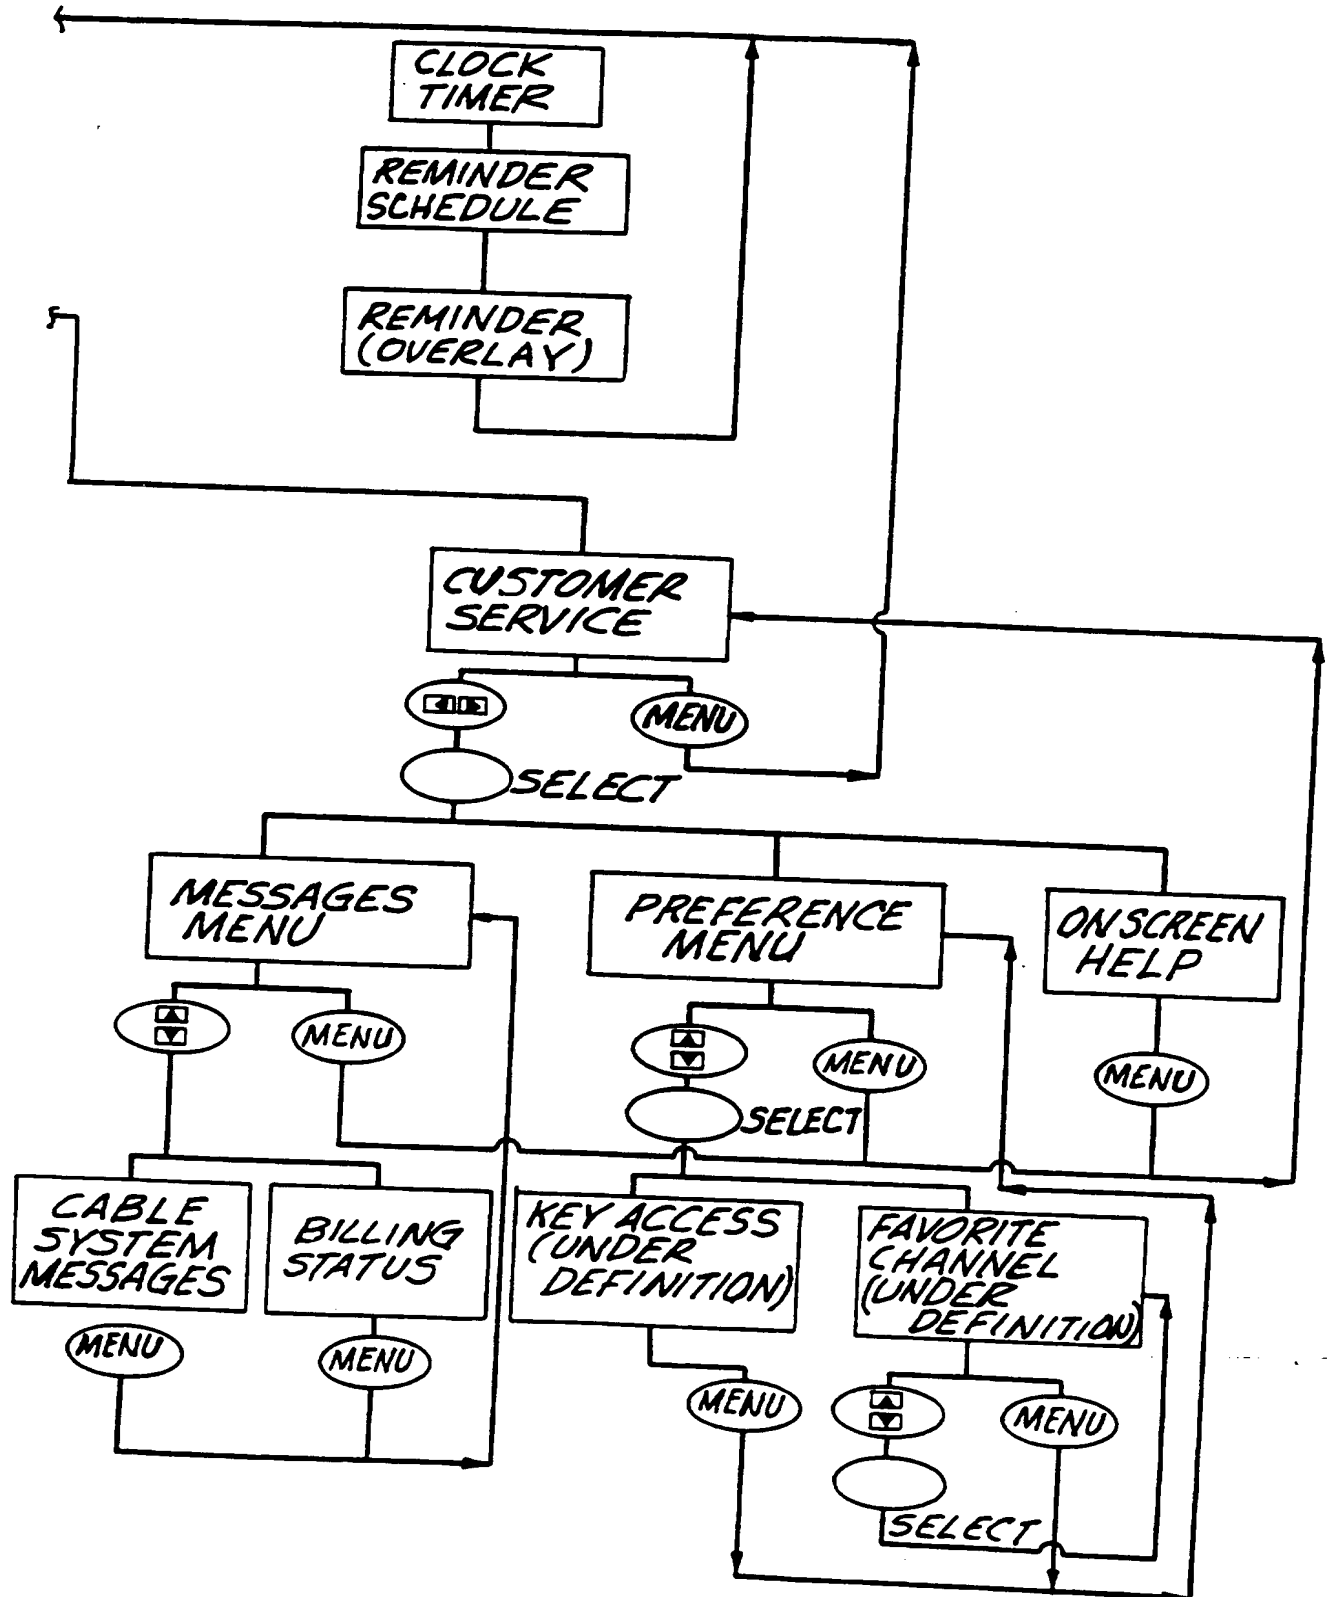 CLOCK
TIMER
REMINDER
SCHEDULE
REMINDER
(OVERLAY)
CUSTOMER
SERVICE
MENU
SELECT
MESSAGES
MENU
PREFERENCE
MENU
ON SCREEN
HELP
MENU
MENU
MENU
SELECT
CABLE
SYSTEM
MESSAGES
BILLING
STATUS
KEY ACCESS
(UNDER
DEFINITION)
FAVORITE
CHANNEL
(UNDER
DEFINITION)
MENU
MENU
MENU
MENU
SELECT